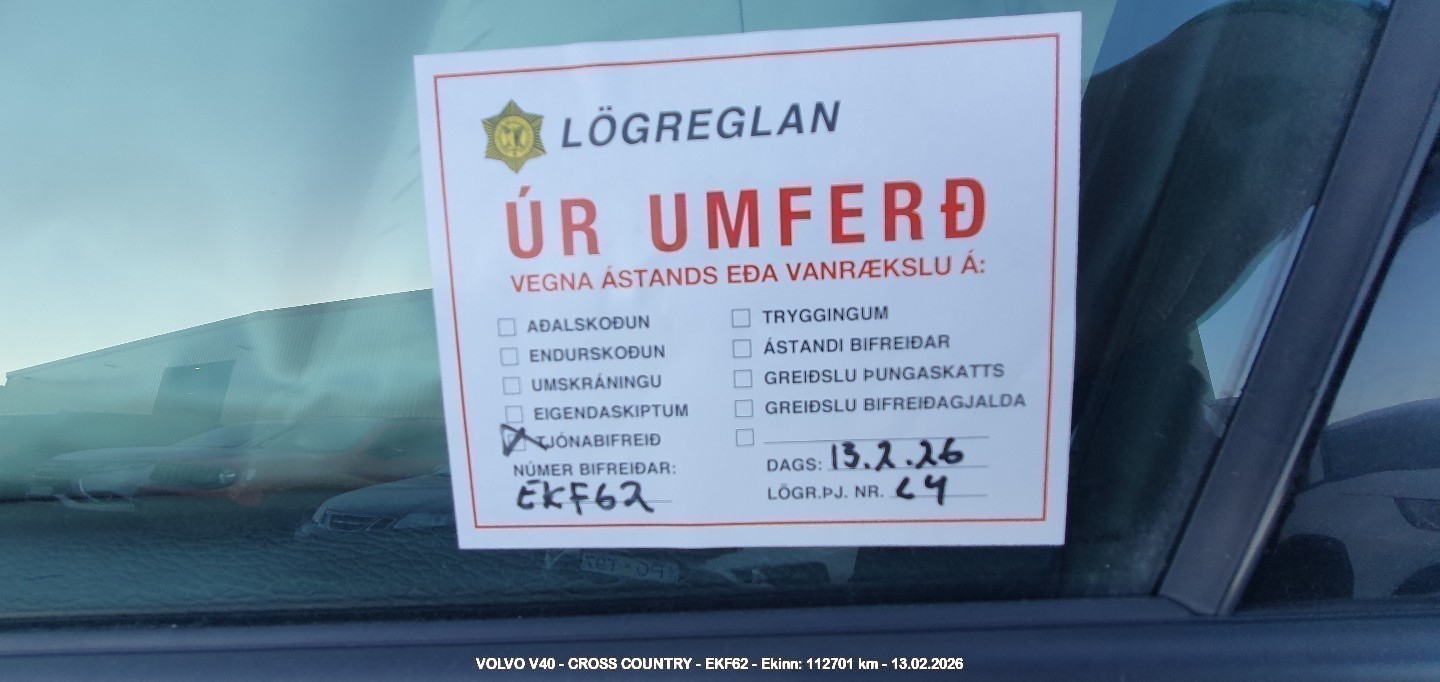 LÖGREGLAN
ÚR UMFERÐ
VEGNA ÁSTANDS EÐA VANRÆKSLU Á:
AÐALSKOÐUN
ENDURSKOÐUN
UMSKRÁNINGU
EIGENDASKIPTUM
TJÓNABIFREIÐ
NÚMER BIFREIÐAR:
EKF62
TRYGGINGUM
ÁSTANDI BIFREIÐAR
GREIÐSLU ÞUNGASKATTS
GREIÐSLU BIFREIÐAGJALDA
DAGS: 13.2.26
LÖGR.ÞJ. NR.
VOLVO V40 - CROSS COUNTRY - EKF62 - Ekinn: 112701 km - 13.02.2026